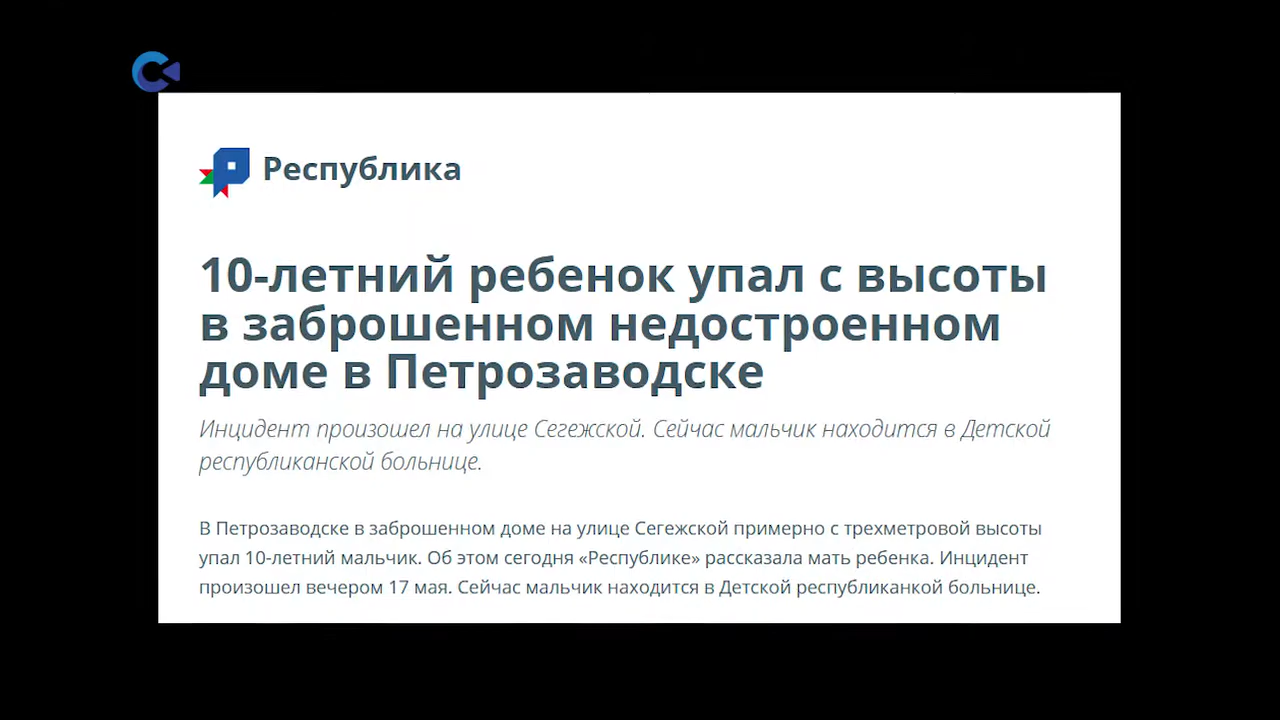 Республика
10-летний ребенок упал с высоты
в заброшенном недостроенном
доме в Петрозаводске
Инцидент произошел на улице Сегежской. Сейчас мальчик находится в Детской
республиканской больнице.
В Петрозаводске в заброшенном доме на улице Сегежской примерно с трехметровой высоты
упал 10-летний мальчик. Об этом сегодня «Республике» рассказала мать ребенка. Инцидент
произошел вечером 17 мая. Сейчас мальчик находится в Детской республиканкой больнице.